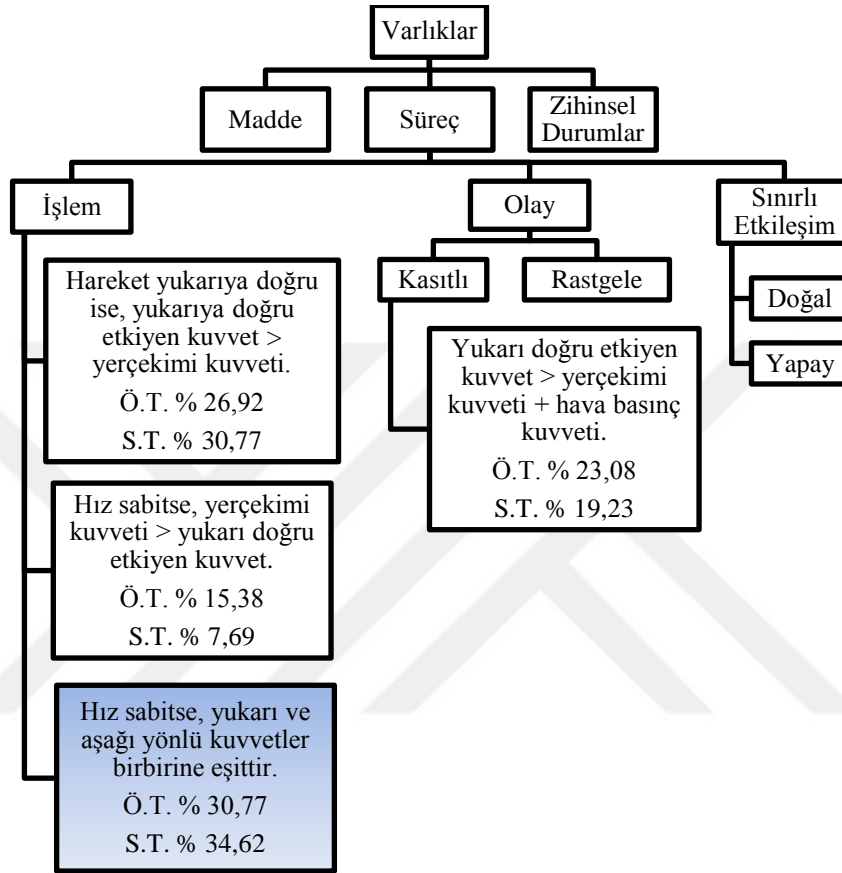 Varlıklar
Madde
Süreç
Zihinsel
Durumlar
İşlem
Olay
Sınırlı
Etkileşim
Kasıtlı
Rastgele
Doğal
Yapay
Hareket yukarıya doğru
ise, yukarıya doğru
etkiyen kuvvet >
yerçekimi kuvveti.
Ö.T. % 26,92
S.T. % 30,77
Yukarı doğru etkiyen
kuvvet > yerçekimi
kuvveti + hava basınç
kuvveti.
Ö.T. % 23,08
S.T. % 19,23
Hız sabitse, yerçekimi
kuvveti > yukarı doğru
etkiyen kuvvet.
Ö.T. % 15,38
S.T. % 7,69
Hız sabitse, yukarı ve
aşağı yönlü kuvvetler
birbirine eşittir.
Ö.T. % 30,77
S.T. % 34,62